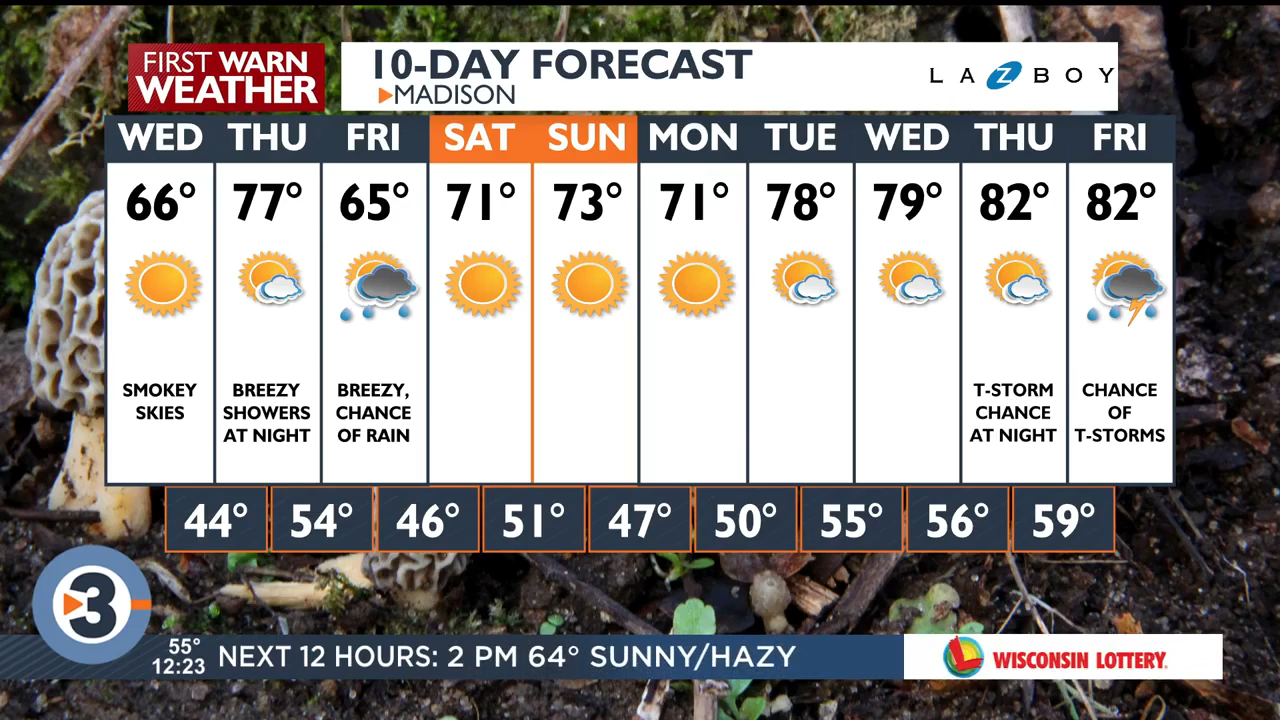 FIRST WARN
WEATHER
10-DAY FORECAST
MADISON
LA Z BOY
WED THU FRI SAT SUN MON TUE WED THU FRI
66° 77° 65° 71° 73° 71° 78° 79° 82° 82°
SMOKEY
SKIES
BREEZY
SHOWERS
AT NIGHT
BREEZY,
CHANCE
OF RAIN
T-STORM
CHANCE
AT NIGHT
CHANCE
OF
T-STORMS
44° 54° 46° 51° 47° 50° 55° 56° 59°
3
55°
12:23
NEXT 12 HOURS: 2 PM 64° SUNNY/HAZY
WISCONSIN LOTTERY